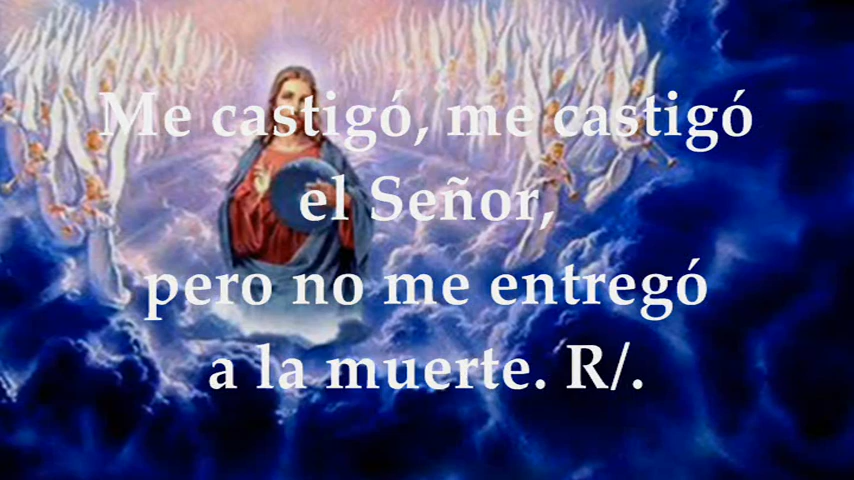 Me castigó, me castigó
el Señor,
pero no me entregó
a la muerte. R/.